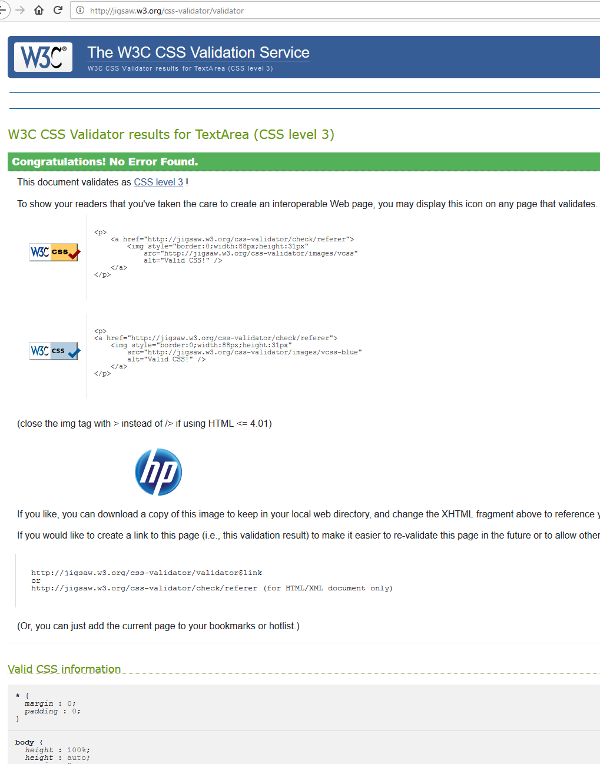 http://jigsaw.w3.org/css-validator/validator
W3C® The W3C CSS Validation Service
W3C CSS Validator results for TextArea (CSS level 3)
W3C CSS Validator results for TextArea (CSS level 3)
Congratulations! No Error Found.
This document validates as CSS level 3 !
To show your readers that you've taken the care to create an interoperable Web page, you may display this icon on any page that validates.
<p>
<a href="http://jigsaw.w3.org/css-validator/check/referer">
<img style="border:0;width:88px;height:31px"
W3C css
src="http://jigsaw.w3.org/css-validator/images/vcss"
alt="Valid CSS!" />
</a>
</p>
<p>
<a href="http://jigsaw.w3.org/css-validator/check/referer">
<img style="border:0;width:88px;height:31px"
W3C css
src="http://jigsaw.w3.org/css-validator/images/vcss-blue"
alt="Valid CSS!" />
</a>
</p>
(close the img tag with > instead of /> if using HTML <= 4.01)
hp
If you like, you can download a copy of this image to keep in your local web directory, and change the XHTML fragment above to reference
If you would like to create a link to this page (i.e., this validation result) to make it easier to re-validate this page in the future or to allow other
http://jigsaw.w3.org/css-validator/validator$link
or
http://jigsaw.w3.org/css-validator/check/referer (for HTML/XML document only)
(Or, you can just add the current page to your bookmarks or hotlist.)
Valid CSS information
* {
margin : 0;
padding : 0;
}
body {
height : 100%;
height : auto;